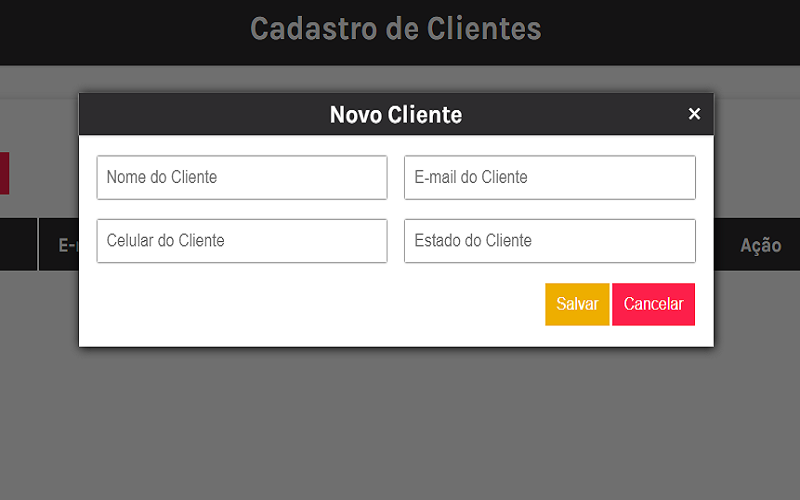 Cadastro de Clientes
Novo Cliente ×
Nome do Cliente E-mail do Cliente
Celular do Cliente Estado do Cliente
E- Ação
Salvar Cancelar